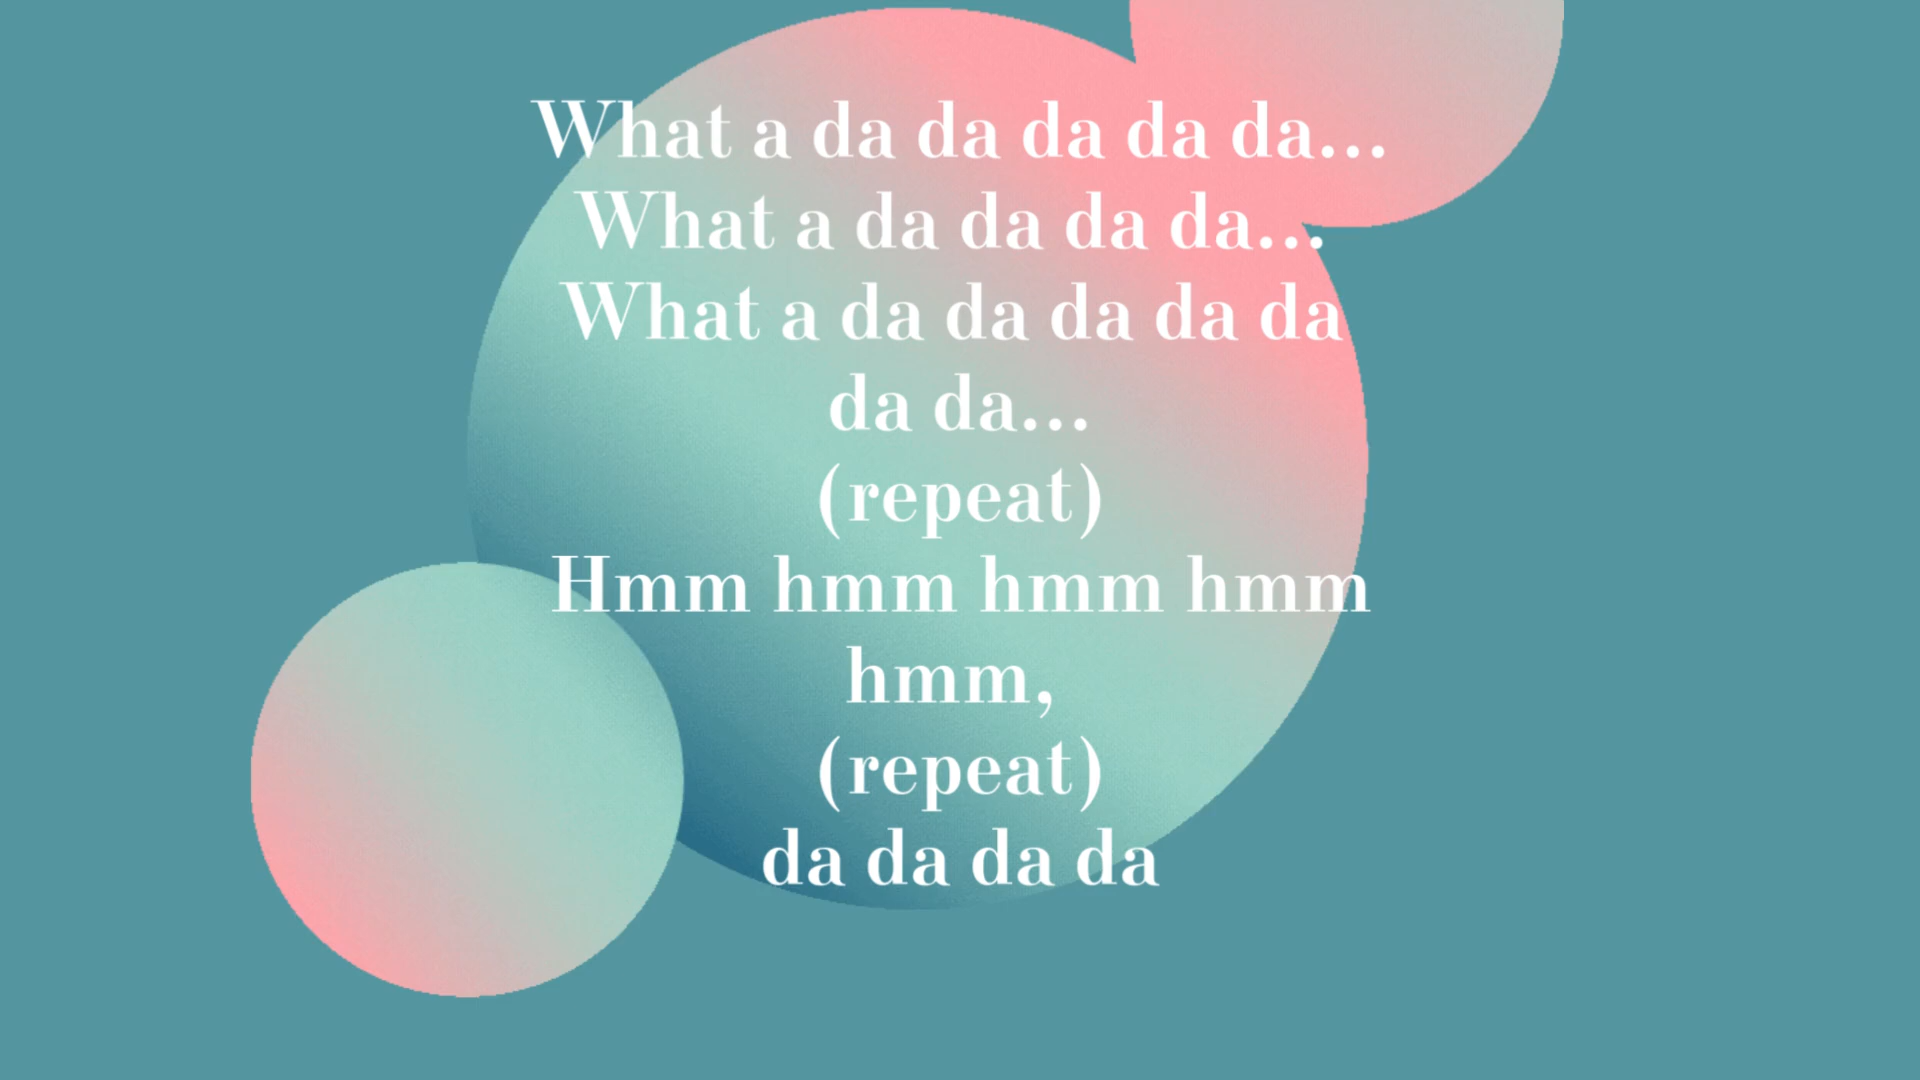 What a da da da da da...
What a da da da da...
What a da da da da da
da da...
(repeat)
Hmm hmm hmm hmm
hmm,
(repeat)
da da da da